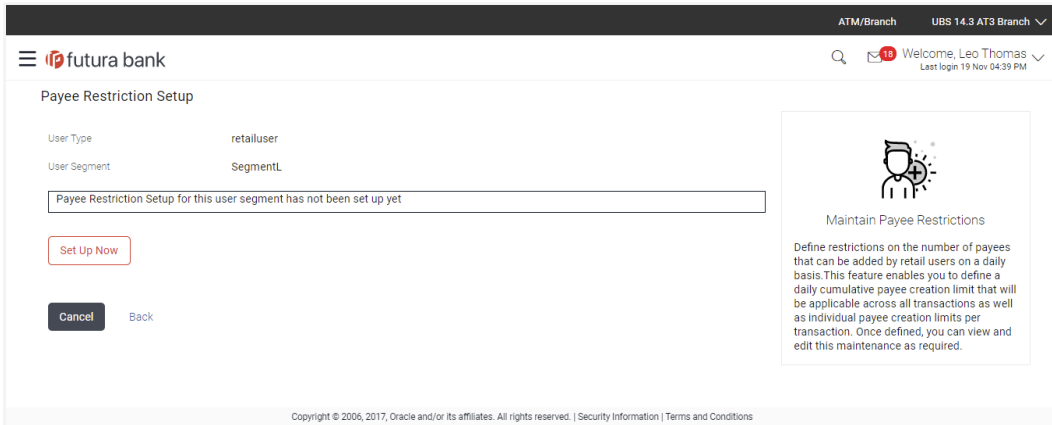 ATM/Branch UBS 14.3 AT3 Branch
futura bank
18
Welcome, Leo Thomas
Last login 19 Nov 04:39 PM
Payee Restriction Setup
User Type retailuser
User Segment SegmentL
Payee Restriction Setup for this user segment has not been set up yet
Set Up Now
Cancel Back
Maintain Payee Restrictions
Define restrictions on the number of payees
that can be added by retail users on a daily
basis.This feature enables you to define a
daily cumulative payee creation limit that will
be applicable across all transactions as well
as individual payee creation limits per
transaction. Once defined, you can view and
edit this maintenance as required.
Copyright © 2006, 2017, Oracle and/or its affiliates. All rights reserved. | Security Information | Terms and Conditions